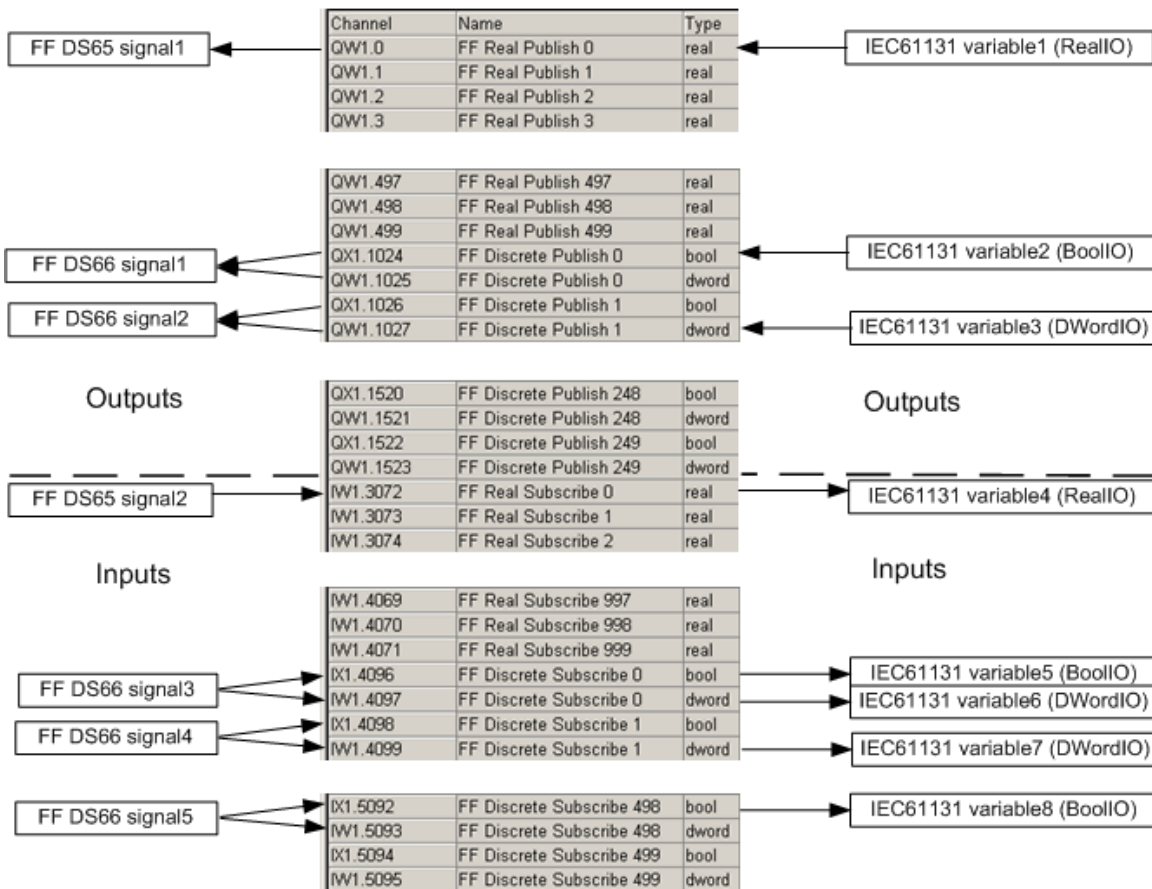 Channel Name Type
FF DS65 signal1 QW1.0 FF Real Publish 0 real IEC61131 variable1 (RealIO)
QW1.1 FF Real Publish 1 real
QW1.2 FF Real Publish 2 real
QW1.3 FF Real Publish 3 real
QW1.497 FF Real Publish 497 real
QW1.498 FF Real Publish 498 real
QW1.499 FF Real Publish 499 real
FF DS66 signal1 QX1.1024 FF Discrete Publish 0 bool IEC61131 variable2 (BoolIO)
QW1.1025 FF Discrete Publish 0 dword
FF DS66 signal2 QX1.1026 FF Discrete Publish 1 bool
QW1.1027 FF Discrete Publish 1 dword IEC61131 variable3 (DWordIO)
Outputs QX1.1520 FF Discrete Publish 248 bool Outputs
QW1.1521 FF Discrete Publish 248 dword
QX1.1522 FF Discrete Publish 249 bool
QW1.1523 FF Discrete Publish 249 dword
FF DS65 signal2 IW1.3072 FF Real Subscribe 0 real IEC61131 variable4 (RealIO)
IW1.3073 FF Real Subscribe 1 real
IW1.3074 FF Real Subscribe 2 real
Inputs Inputs
IW1.4069 FF Real Subscribe 997 real
IW1.4070 FF Real Subscribe 998 real
IW1.4071 FF Real Subscribe 999 real
FF DS66 signal3 IX1.4096 FF Discrete Subscribe 0 bool IEC61131 variable5 (BoolIO)
IW1.4097 FF Discrete Subscribe 0 dword IEC61131 variable6 (DWordIO)
FF DS66 signal4 IX1.4098 FF Discrete Subscribe 1 bool
IW1.4099 FF Discrete Subscribe 1 dword IEC61131 variable7 (DWordIO)
FF DS66 signal5 IX1.5092 FF Discrete Subscribe 498 bool IEC61131 variable8 (BoolIO)
IW1.5093 FF Discrete Subscribe 498 dword
IX1.5094 FF Discrete Subscribe 499 bool
IW1.5095 FF Discrete Subscribe 499 dword